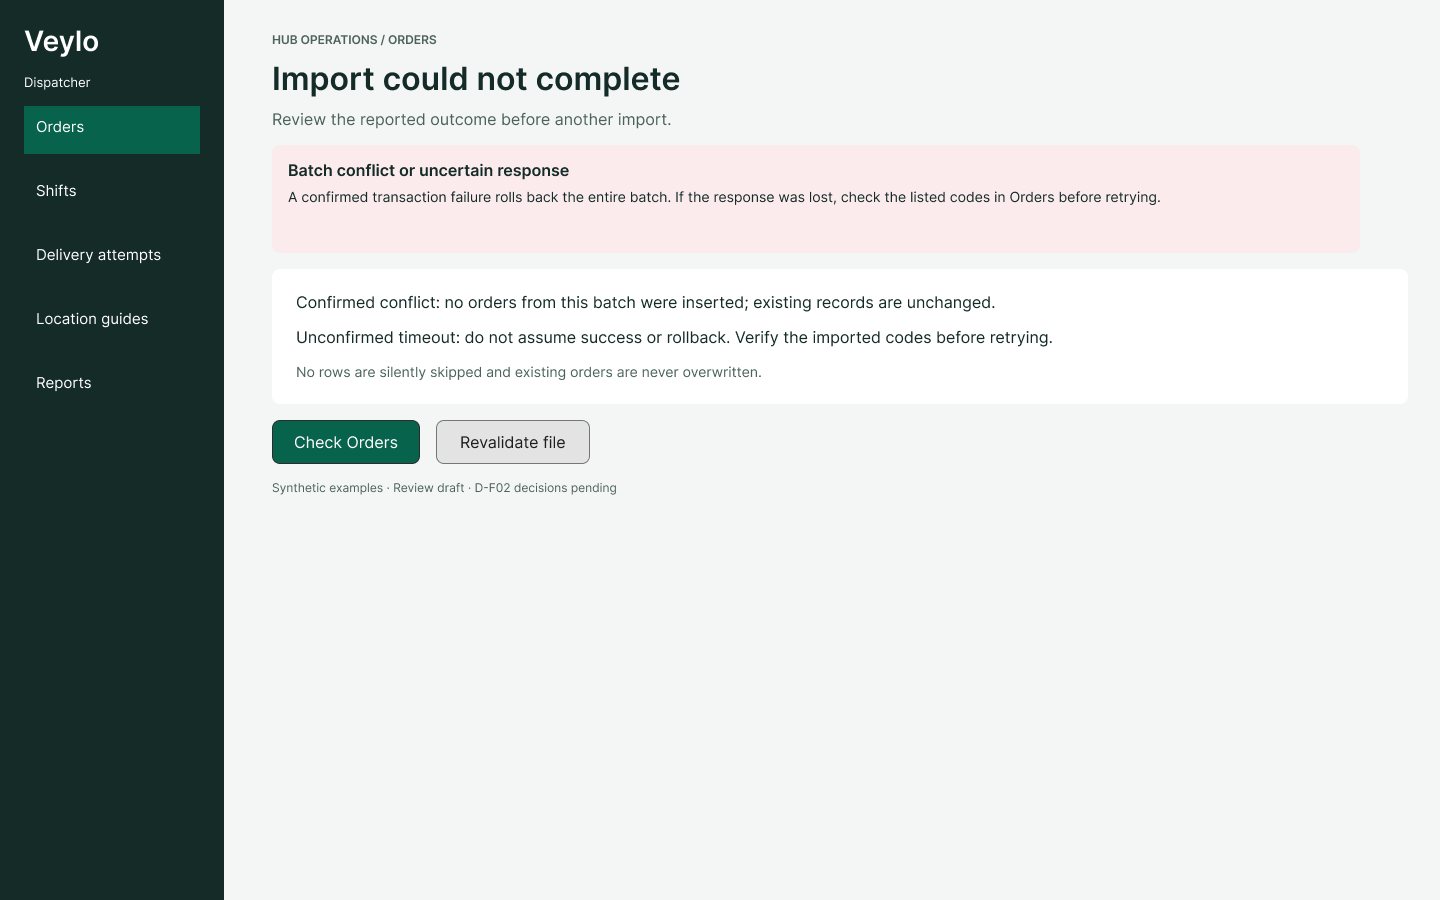 Veylo
Dispatcher
Orders
Shifts
Delivery attempts
Location guides
Reports
HUB OPERATIONS / ORDERS
Import could not complete
Review the reported outcome before another import.
Batch conflict or uncertain response
A confirmed transaction failure rolls back the entire batch. If the response was lost, check the listed codes in Orders before retrying.
Confirmed conflict: no orders from this batch were inserted; existing records are unchanged.
Unconfirmed timeout: do not assume success or rollback. Verify the imported codes before retrying.
No rows are silently skipped and existing orders are never overwritten.
Check Orders
Revalidate file
Synthetic examples · Review draft · D-F02 decisions pending